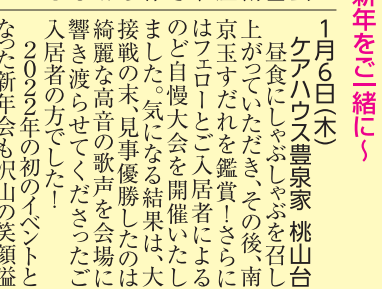 新年をご一緒に〜
1月6日(木)
ケアハウス豊泉家 桃山台
昼食にしゃぶしゃぶを召し
上がっていただき、その後、南
京玉すだれを鑑賞!さらに
はフェローとご入居者による
のど自慢大会を開催いたし
ました。気になる結果は、大
接戦の末、見事優勝したのは
綺麗な高音の歌声を会場に
響き渡らせてくださったご
入居者の方でした!
2022年の初のイベントと
なった新年会も沢山の笑顔溢